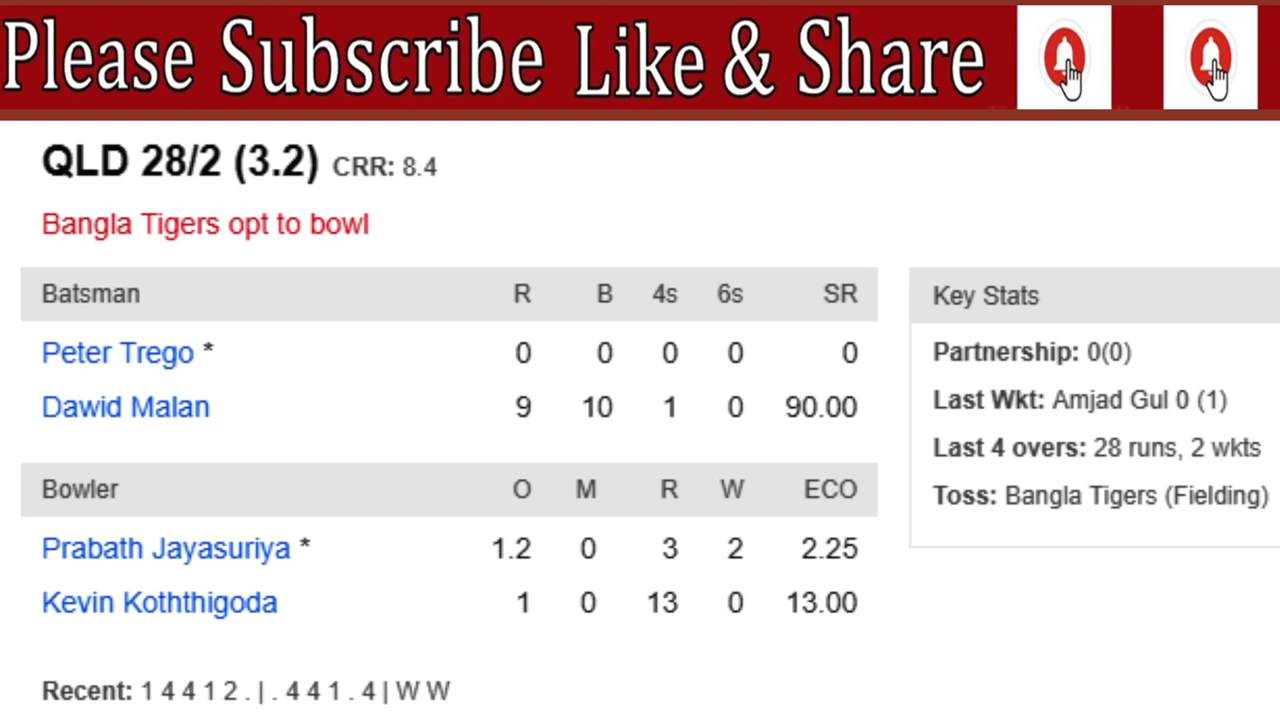 Please Subscribe Like & Share
QLD 28/2 (3.2) CRR: 8.4
Bangla Tigers opt to bowl
Batsman R B 4s 6s SR
Peter Trego * 0 0 0 0 0
Dawid Malan 9 10 1 0 90.00
Bowler O M R W ECO
Prabath Jayasuriya * 1.2 0 3 2 2.25
Kevin Koththigoda 1 0 13 0 13.00
Recent: 1 4 4 1 2 . | . 4 4 1 . 4 | W W
Key Stats
Partnership: 0(0)
Last Wkt: Amjad Gul 0 (1)
Last 4 overs: 28 runs, 2 wkts
Toss: Bangla Tigers (Fielding)